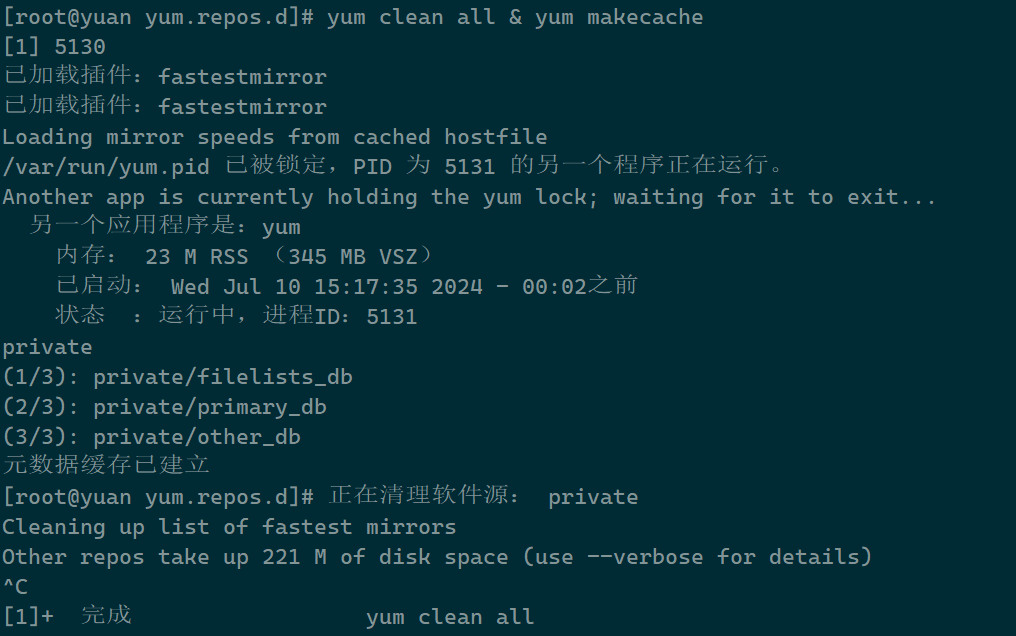 [root@yuan yum.repos.d]# yum clean all & yum makecache
[1] 5130
已加载插件：fastestmirror
已加载插件：fastestmirror
Loading mirror speeds from cached hostfile
/var/run/yum.pid 已被锁定，PID 为 5131 的另一个程序正在运行。
Another app is currently holding the yum lock; waiting for it to exit...
  另一个应用程序是：yum
    内存： 23 M RSS （345 MB VSZ）
    已启动： Wed Jul 10 15:17:35 2024 - 00:02之前
    状态  ：运行中，进程ID：5131
private
(1/3): private/filelists_db
(2/3): private/primary_db
(3/3): private/other_db
元数据缓存已建立
[root@yuan yum.repos.d]# 正在清理软件源： private
Cleaning up list of fastest mirrors
Other repos take up 221 M of disk space (use --verbose for details)
^C
[1]+  完成                  yum clean all